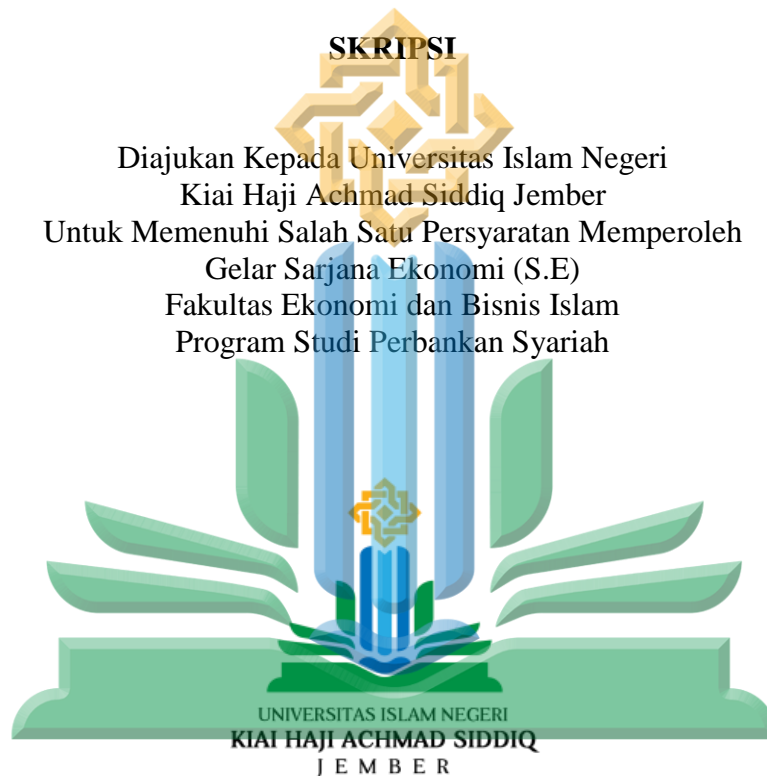 SKRIPSI
Diajukan Kepada Universitas Islam Negeri
Kiai Haji Achmad Siddiq Jember
Untuk Memenuhi Salah Satu Persyaratan Memperoleh
Gelar Sarjana Ekonomi (S.E)
Fakultas Ekonomi dan Bisnis Islam
Program Studi Perbankan Syariah
UNIVERSITAS ISLAM NEGERI
KIAI HAJI ACHMAD SIDDIQ
JEMBER